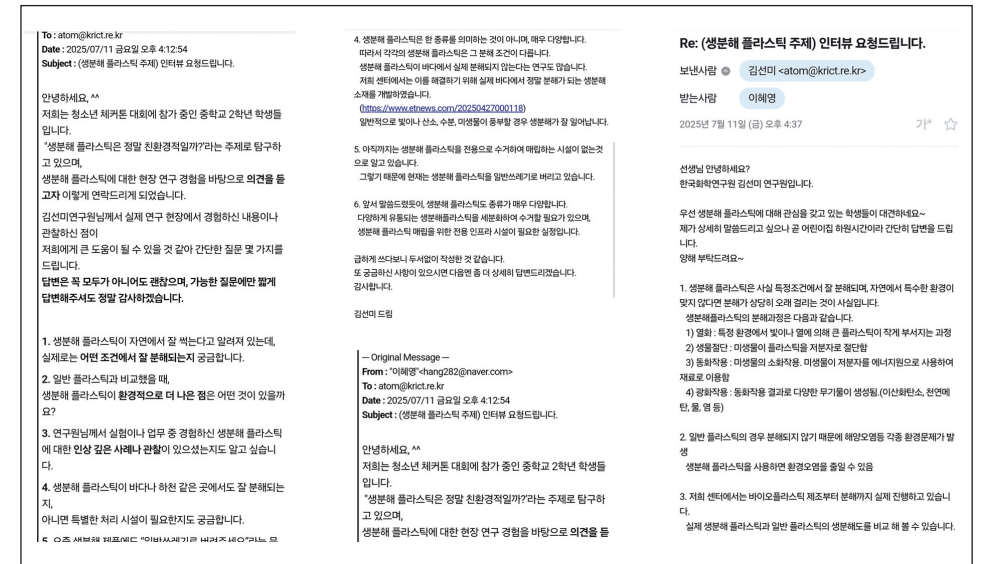 To : atom@krict.re.kr
Date : 2025/07/11 금요일 오후 4:12:54
Subject : (생분해 플라스틱 주제) 인터뷰 요청드립니다.
안녕하세요, ^^
저희는 청소년 체커톤 대회에 참가 중인 중학교 2학년 학생들
입니다.
"생분해 플라스틱은 정말 친환경적일까?'라는 주제로 탐구하
고 있으며,
생분해 플라스틱에 대한 현장 연구 경험을 바탕으로 의견을 듣
고자 이렇게 연락드리게 되었습니다.
김선미연구원님께서 실제 연구 현장에서 경험하신 내용이나
관찰하신 점이
저희에게 큰 도움이 될 수 있을 것 같아 간단한 질문 몇 가지를
드립니다.
답변은 꼭 모두가 아니어도 괜찮으며, 가능한 질문에만 짧게
답변해주셔도 정말 감사하겠습니다.
1. 생분해 플라스틱이 자연에서 잘 썩는다고 알려져 있는데,
실제로는 어떤 조건에서 잘 분해되는지 궁금합니다.
2. 일반 플라스틱과 비교했을 때,
생분해 플라스틱이 환경적으로 더 나은 점은 어떤 것이 있을까
요?
3. 연구원님께서 실험이나 업무 중 경험하신 생분해 플라스틱
에 대한 인상 깊은 사례나 관찰이 있으셨는지도 알고 싶습니
다.
4. 생분해 플라스틱이 바다나 하천 같은 곳에서도 잘 분해되는
지,
아니면 특별한 처리 시설이 필요한지도 궁금합니다.
5. 요즘 생분해 제품에도 "일반쓰레기로 버려주세요"라는 문
4. 생분해 플라스틱은 한 종류를 의미하는 것이 아니며, 매우 다양합니다.
따라서 각각의 생분해 플라스틱은 그 분해 조건이 다릅니다.
생분해 플라스틱이 바다에서 실제 분해되지 않는다는 연구도 많습니다.
저희 센터에서는 이를 해결하기 위해 실제 바다에서 정말 분해가 되는 생분해
소재를 개발하였습니다.
(https://www.etnews.com/20250427000118)
일반적으로 빛이나 산소, 수분, 미생물이 풍부할 경우 생분해가 잘 일어납니다.
5. 아직까지는 생분해 플라스틱을 전용으로 수거하여 매립하는 시설이 없는것
으로 알고 있습니다.
그렇기 때문에 현재는 생분해 플라스틱을 일반쓰레기로 버리고 있습니다.
6. 앞서 말씀드렸듯이, 생분해 플라스틱도 종류가 매우 다양합니다.
다양하게 유통되는 생분해플라스틱을 세분화하여 수거할 필요가 있으며,
생분해 플라스틱 매립을 위한 전용 인프라 시설이 필요한 실정입니다.
급하게 쓰다보니 두서없이 작성한 것 같습니다.
또 궁금하신 사항이 있으시면 다음엔 좀 더 상세히 답변드리겠습니다.
감사합니다.
김선미 드림
— Original Message —
From : "이혜영"<hang282@naver.com>
To : atom@krict.re.kr
Date : 2025/07/11 금요일 오후 4:12:54
Subject : (생분해 플라스틱 주제) 인터뷰 요청드립니다.
안녕하세요, ^^
저희는 청소년 체커톤 대회에 참가 중인 중학교 2학년 학생들
입니다.
"생분해 플라스틱은 정말 친환경적일까?'라는 주제로 탐구하
고 있으며,
생분해 플라스틱에 대한 현장 연구 경험을 바탕으로 의견을 듣
Re: (생분해 플라스틱 주제) 인터뷰 요청드립니다.
보낸사람 김선미 <atom@krict.re.kr>
받는사람 이혜영
2025년 7월 11일 (금) 오후 4:37
가
선생님 안녕하세요?
한국화학연구원 김선미 연구원입니다.
우선 생분해 플라스틱에 대해 관심을 갖고 있는 학생들이 대견하네요~
제가 상세히 말씀드리고 싶으나 곧 어린이집 하원시간이라 간단히 답변을 드립
니다.
양해 부탁드려요~
1. 생분해 플라스틱은 사실 특정조건에서 잘 분해되며, 자연에서 특수한 환경이
맞지 않다면 분해가 상당히 오래 걸리는 것이 사실입니다.
생분해플라스틱의 분해과정은 다음과 같습니다.
1) 열화 : 특정 환경에서 빛이나 열에 의해 큰 플라스틱이 작게 부서지는 과정
2) 생물절단 : 미생물이 플라스틱을 저분자로 절단함
3) 동화작용 : 미생물의 소화작용. 미생물이 저분자를 에너지원으로 사용하여
재료로 이용함
4) 광화작용 : 동화작용 결과로 다양한 무기물이 생성됨.(이산화탄소, 천연메
탄, 물, 염 등)
2. 일반 플라스틱의 경우 분해되지 않기 때문에 해양오염등 각종 환경문제가 발
생
생분해 플라스틱을 사용하면 환경오염을 줄일 수 있음
3. 저희 센터에서는 바이오플라스틱 제조부터 분해까지 실제 진행하고 있습니
다.
실제 생분해 플라스틱과 일반 플라스틱의 생분해도를 비교 해 볼 수 있습니다.